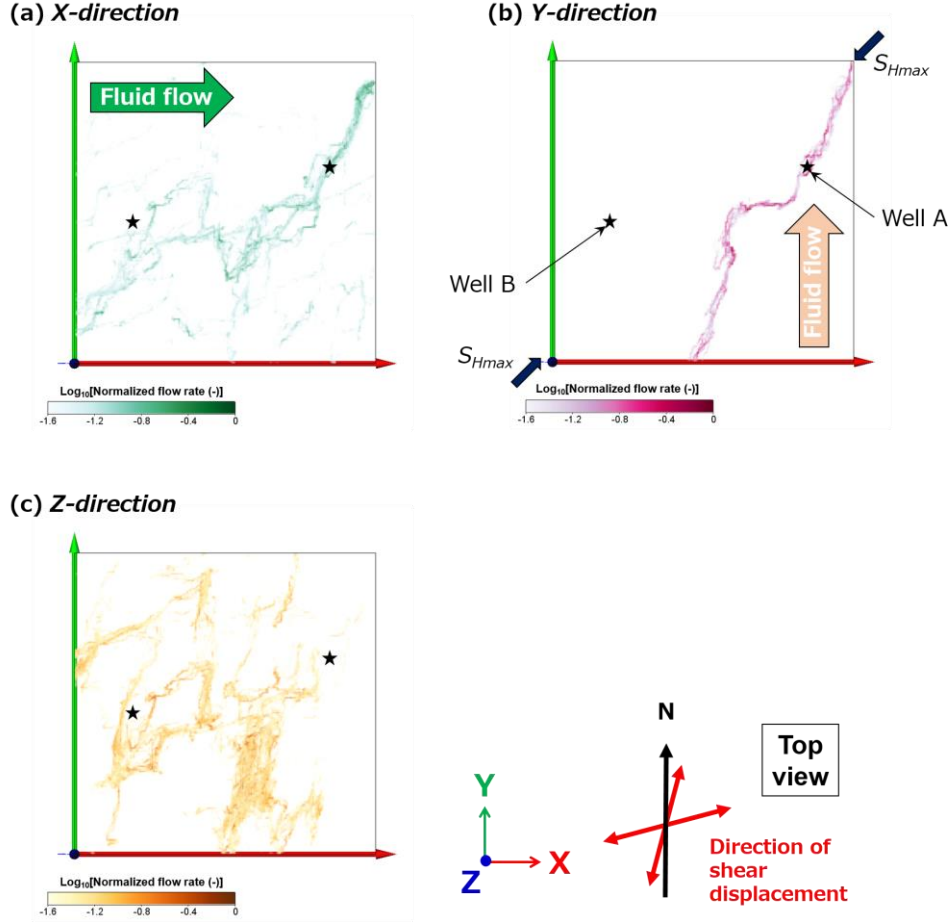 (a) X-direction
Fluid flow
Log10[Normalized flow rate (-)]
-1.6 -1.2 -0.8 -0.4 0
(b) Y-direction
SHmax
Well A
Well B
Fluid flow
SHmax
Log10[Normalized flow rate (-)]
-1.6 -1.2 -0.8 -0.4 0
(c) Z-direction
Log10[Normalized flow rate (-)]
-1.6 -1.2 -0.8 -0.4 0
Y
Z
X
N
Top
view
Direction of
shear
displacement